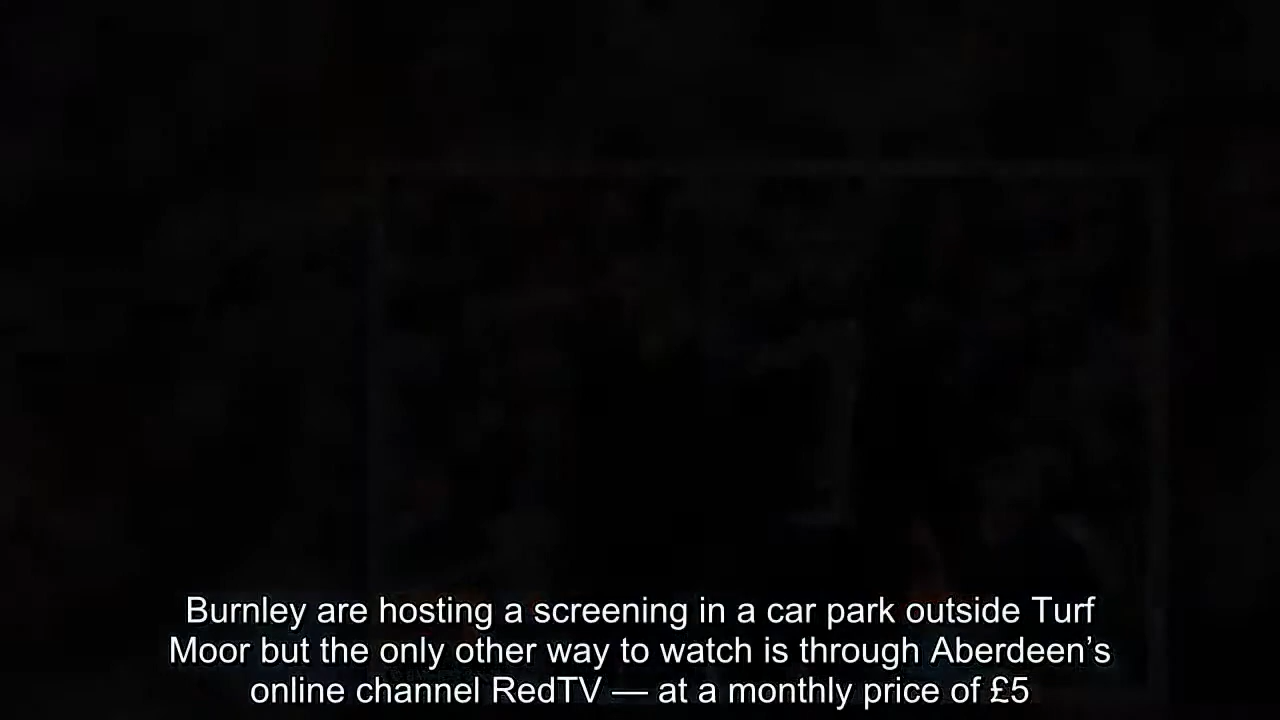 Burnley are hosting a screening in a car park outside Turf
Moor but the only other way to watch is through Aberdeen’s
online channel RedTV — at a monthly price of £5